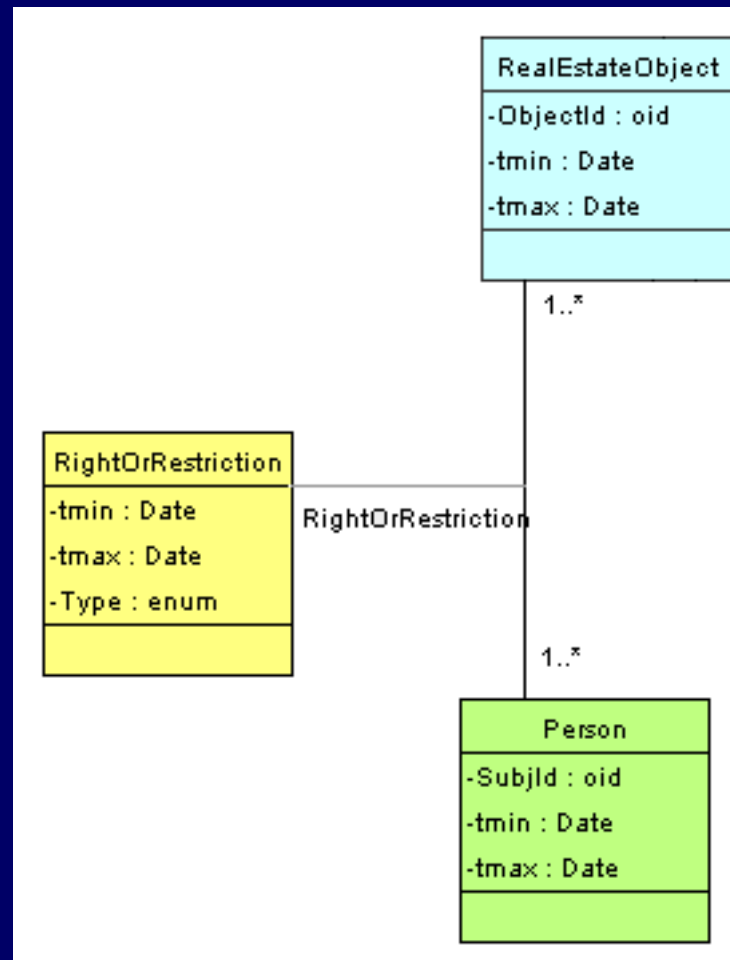 RealEstateObject
-ObjectId : oid
-tmin : Date
-tmax : Date
1..*
RightOrRestriction
-tmin : Date
-tmax : Date
-Type : enum
RightOrRestriction
1..*
Person
-SubjId : oid
-tmin : Date
-tmax : Date